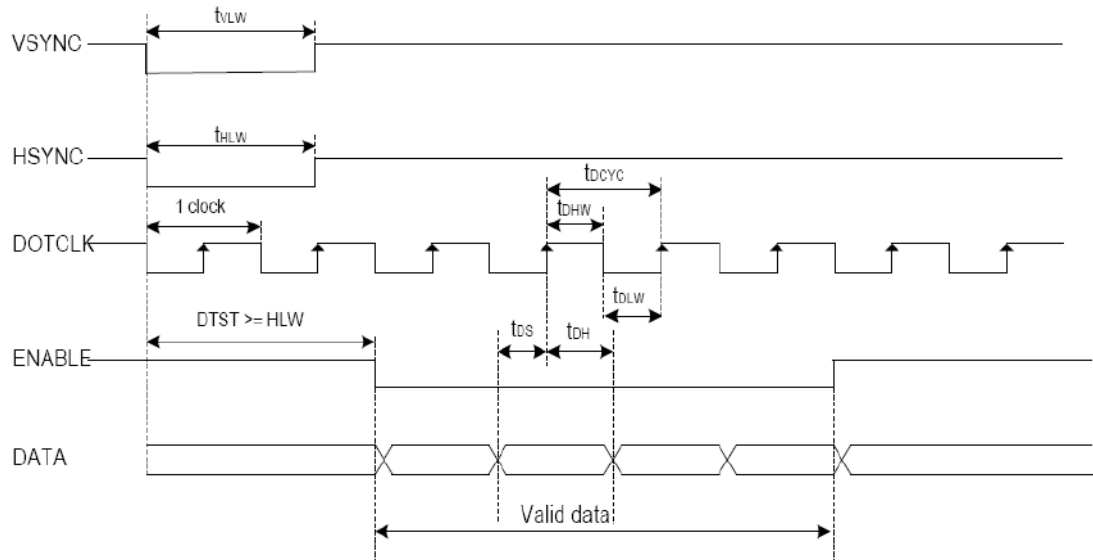 tVLW
VSYNC
tHLW
HSYNC
tDCYC
1 clock
tDHW
DOTCLK
tDLW
DTST >= HLW
tDS
tDH
ENABLE
DATA
Valid data